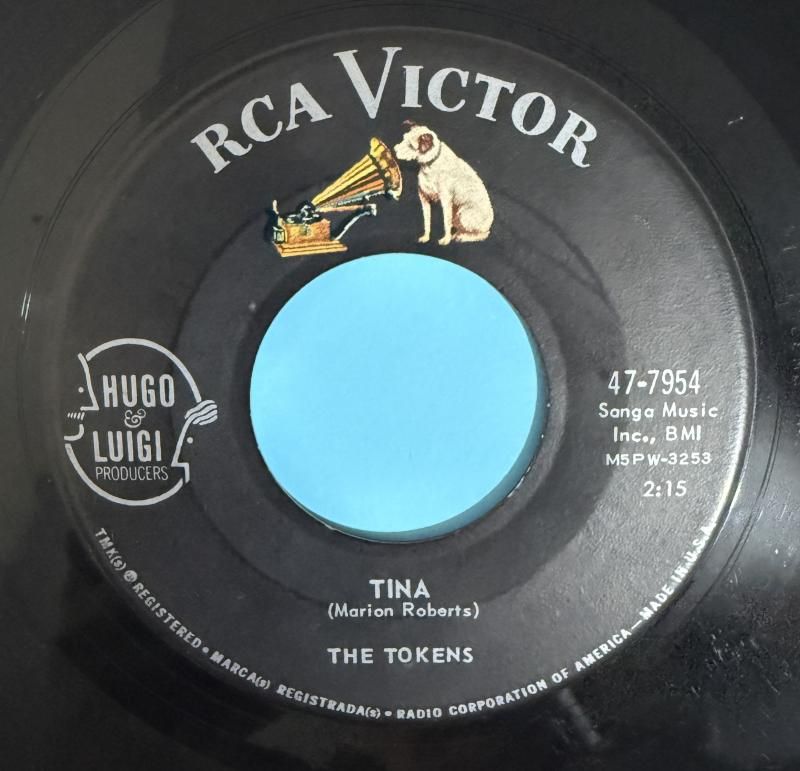 RCA VICTOR
HUGO
&
LUIGI
PRODUCERS
47-7954
Sanga Music
Inc., BMI
M5PW-3253
2:15
TINA
(Marion Roberts)
THE TOKENS
TMK(s) ® REGISTERED • MARCA(s) REGISTRADA(s) • RADIO CORPORATION OF AMERICA—MADE IN U.S.A.